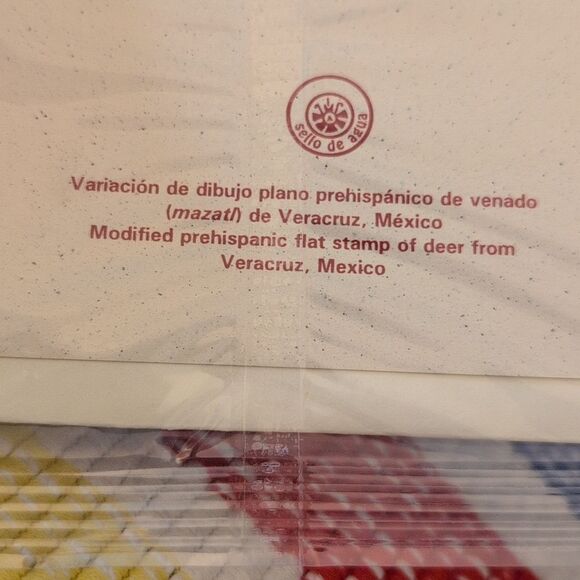 sello de agua
Variación de dibujo plano prehispánico de venado
(mazatl) de Veracruz, México
Modified prehispanic flat stamp of deer from
Veracruz, Mexico